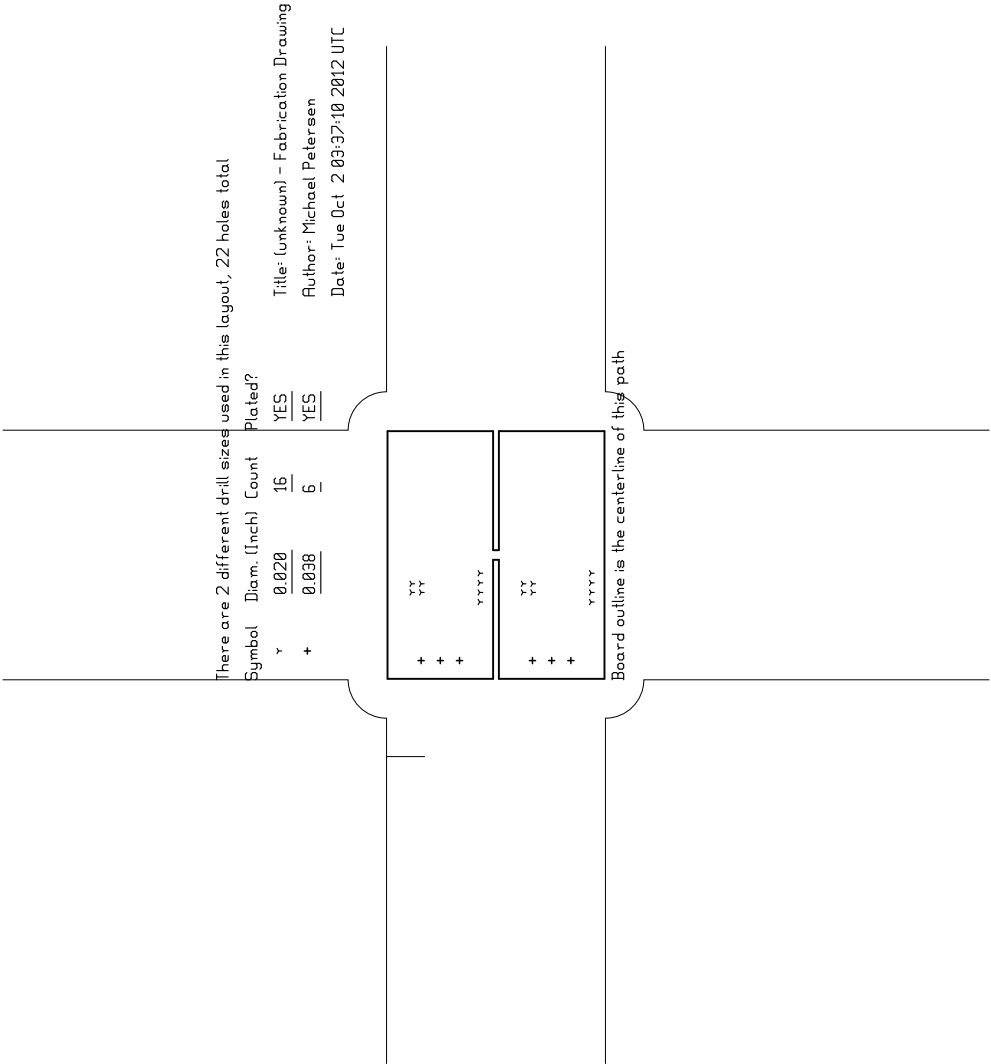 There are 2 different drill sizes used in this layout, 22 holes total
Symbol Diam. (Inch) Count Plated?
Y 0.020 16 YES
+ 0.038 6 YES
Title: (unknown) - Fabrication Drawing
Author: Michael Petersen
Date: Tue Oct 2 03:37:10 2012 UTC
Board outline is the centerline of this path